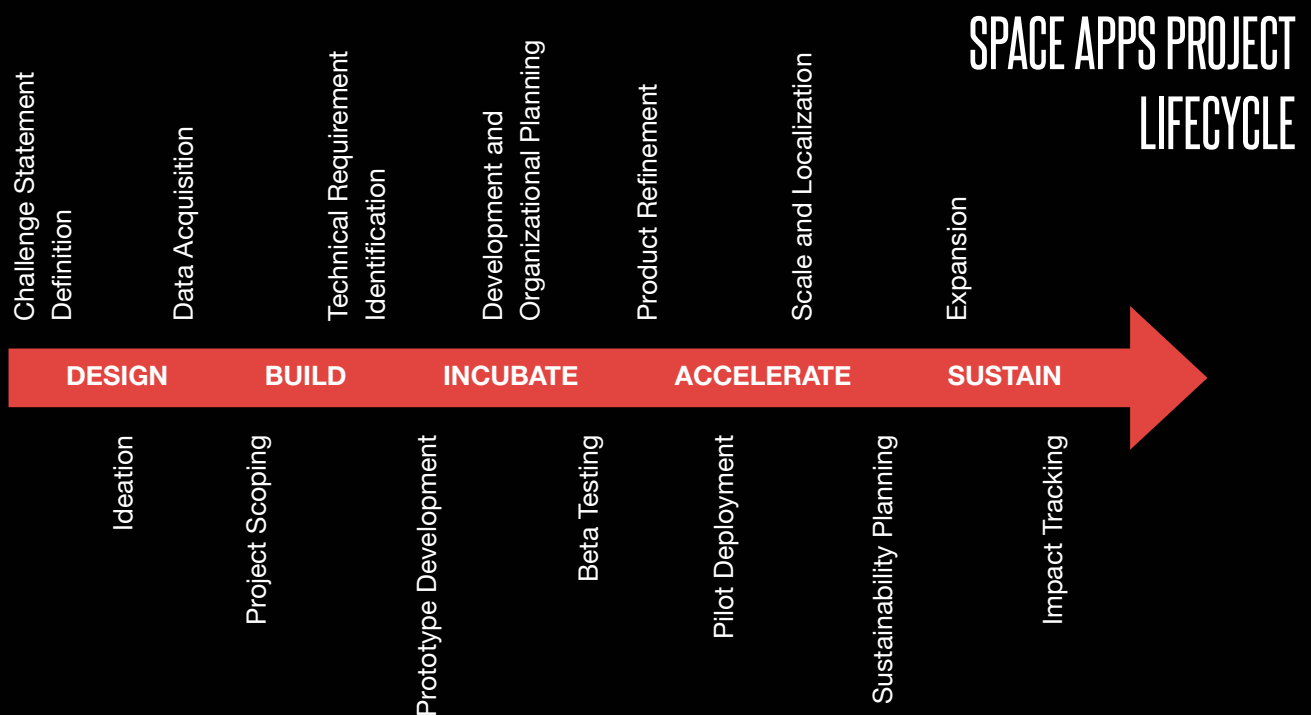 SPACE APPS PROJECT
LIFECYCLE
Challenge Statement
Definition
Data Acquisition
Technical Requirement
Identification
Development and
Organizational Planning
Product Refinement
Scale and Localization
Expansion
DESIGN
BUILD
INCUBATE
ACCELERATE
SUSTAIN
Ideation
Project Scoping
Prototype Development
Beta Testing
Pilot Deployment
Sustainability Planning
Impact Tracking